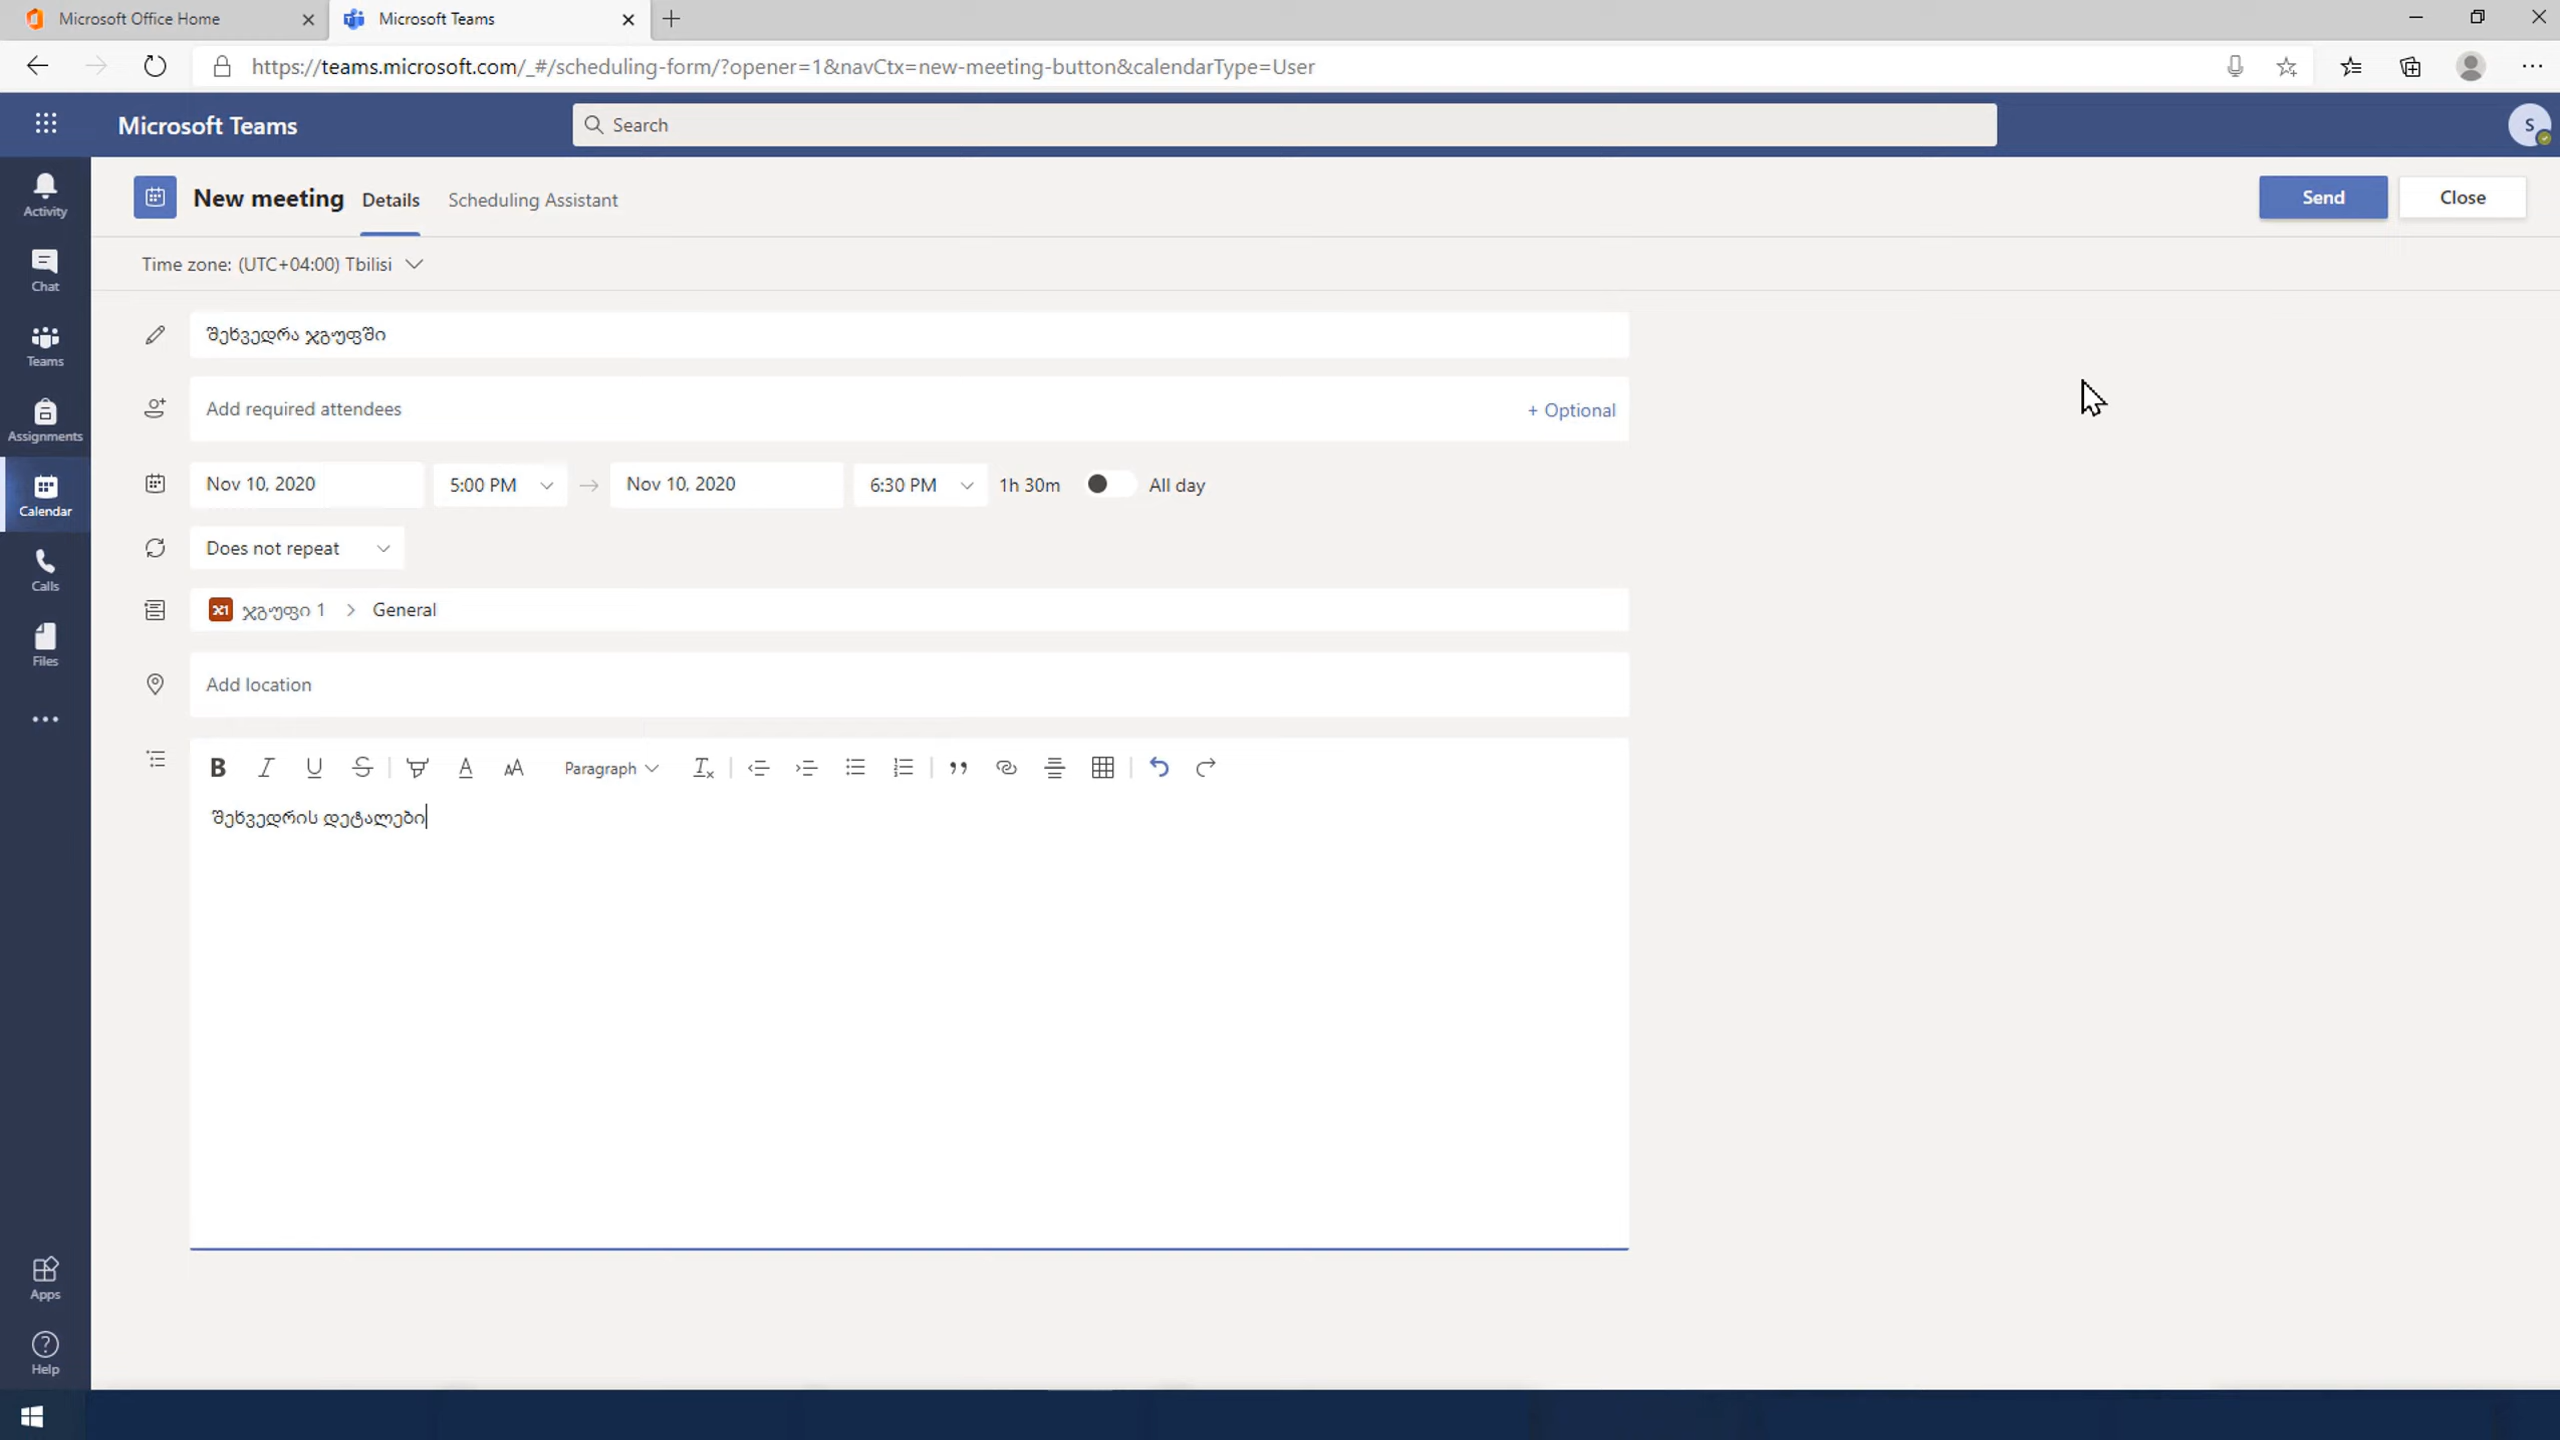 Microsoft Office Home
Microsoft Teams
https://teams.microsoft.com/_#/scheduling-form/?opener=1&navCtx=new-meeting-button&calendarType=User
Microsoft Teams
Search
S
Activity
Chat
Teams
Assignments
Calendar
Calls
Files
Apps
Help
New meeting
Details
Scheduling Assistant
Send
Close
Time zone: (UTC+04:00) Tbilisi
შეხვედრა ჯგუფში
Add required attendees
+ Optional
Nov 10, 2020
5:00 PM
Nov 10, 2020
6:30 PM
1h 30m
All day
Does not repeat
ჯ1 ჯგუფი 1 > General
Add location
Paragraph
შეხვედრის დეტალები